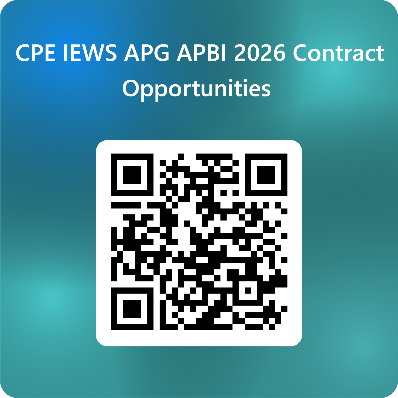 CPE IEWS APG APBI 2026 Contract
Opportunities